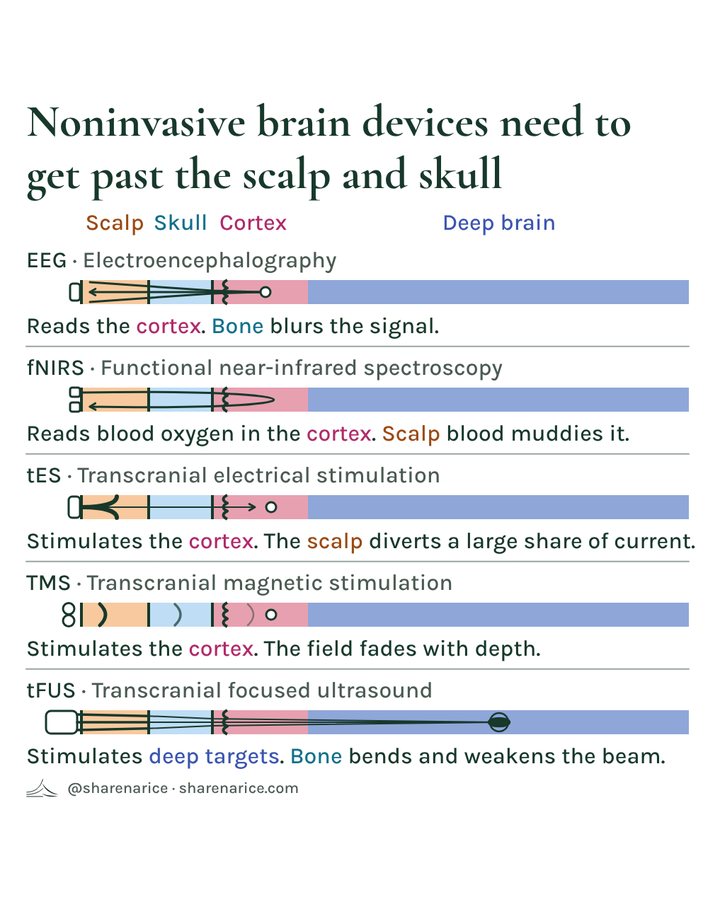 Noninvasive brain devices need to
get past the scalp and skull
Scalp Skull Cortex Deep brain
EEG · Electroencephalography
Reads the cortex. Bone blurs the signal.
fNIRS · Functional near-infrared spectroscopy
Reads blood oxygen in the cortex. Scalp blood muddies it.
tES · Transcranial electrical stimulation
Stimulates the cortex. The scalp diverts a large share of current.
TMS · Transcranial magnetic stimulation
Stimulates the cortex. The field fades with depth.
tFUS · Transcranial focused ultrasound
Stimulates deep targets. Bone bends and weakens the beam.
@sharenarice · sharenarice.com